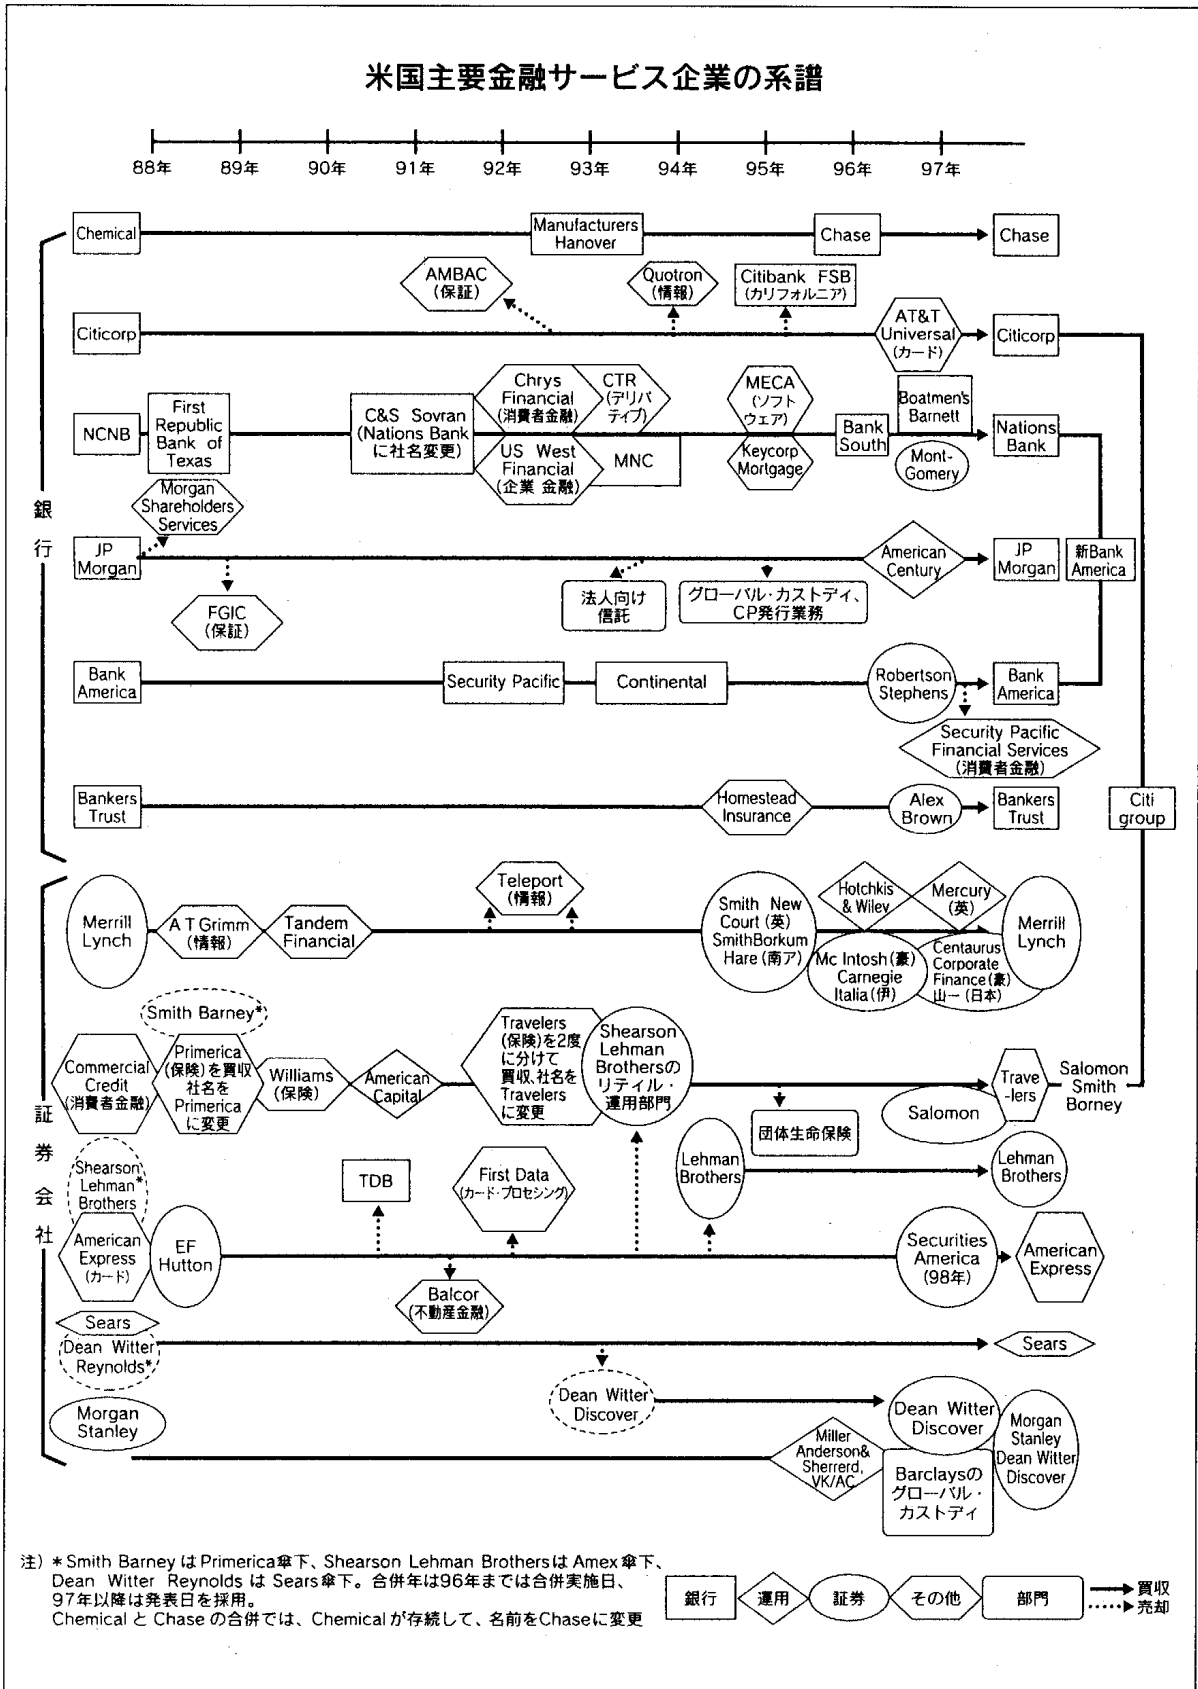 米国主要金融サービス企業の系譜
88年 89年 90年 91年 92年 93年 94年 95年 96年 97年
銀行
Chemical
Manufacturers
Hanover
Chase
Chase
AMBAC
(保証)
Quotron
(情報)
Citibank FSB
(カリフォルニア)
Citicorp
AT&T
Universal
(カード)
Citicorp
NCNB
First
Republic
Bank of
Texas
C&S Sovran
(Nations Bank
に社名変更)
Chrys
Financial
(消費者金融)
CTR
(デリバ
ティブ)
US West
Financial
(企業 金融)
MNC
MECA
(ソフト
ウェア)
Keycorp
Mortgage
Bank
South
Boatmen's
Barnett
Mont-
Gomery
Nations
Bank
Morgan
Shareholders
Services
JP
Morgan
FGIC
(保証)
法人向け
信託
グローバル・カストディ、
CP発行業務
American
Century
JP
Morgan
新Bank
America
Bank
America
Security Pacific
Continental
Robertson
Stephens
Bank
America
Security Pacific
Financial Services
(消費者金融)
Bankers
Trust
Homestead
Insurance
Alex
Brown
Bankers
Trust
Citi
group
証券会社
Merrill
Lynch
A T Grimm
(情報)
Tandem
Financial
Teleport
(情報)
Smith New
Court (英)
SmithBorkum
Hare (南ア)
Hotchkis
& Wilev
Mercury
(英)
Mc Intosh (豪)
Carnegie
Italia (伊)
Centaurus
Corporate
Finance (豪)
山一 (日本)
Merrill
Lynch
Smith Barney*
Commercial
Credit
(消費者金融)
Primerica
(保険)を買収
社名を
Primerica
に変更
Williams
(保険)
American
Capital
Travelers
(保険)を2度
に分けて
買収、社名を
Travelers
に変更
Shearson
Lehman
Brothersの
リテイル・
運用部門
団体生命保険
Salomon
Trave
-lers
Salomon
Smith
Borney
Shearson
Lehman*
Brothers
American
Express
(カード)
EF
Hutton
TDB
First Data
(カード・プロセシング)
Balcor
(不動産金融)
Lehman
Brothers
Lehman
Brothers
Securities
America
(98年)
American
Express
Sears
Dean Witter
Reynolds*
Sears
Dean Witter
Discover
Dean Witter
Discover
Morgan
Stanley
Miller
Anderson&
Sherrerd,
VK/AC
Barclaysの
グローバル・
カストディ
Morgan
Stanley
Dean Witter
Discover
注) *Smith Barney は Primerica傘下、Shearson Lehman Brothersは Amex 傘下、
Dean Witter Reynolds は Sears傘下。合併年は96年までは合併実施日、
97年以降は発表日を採用。
Chemical と Chase の合併では、Chemical が存続して、名前をChaseに変更
銀行 運用 証券 その他 部門
買収
売却